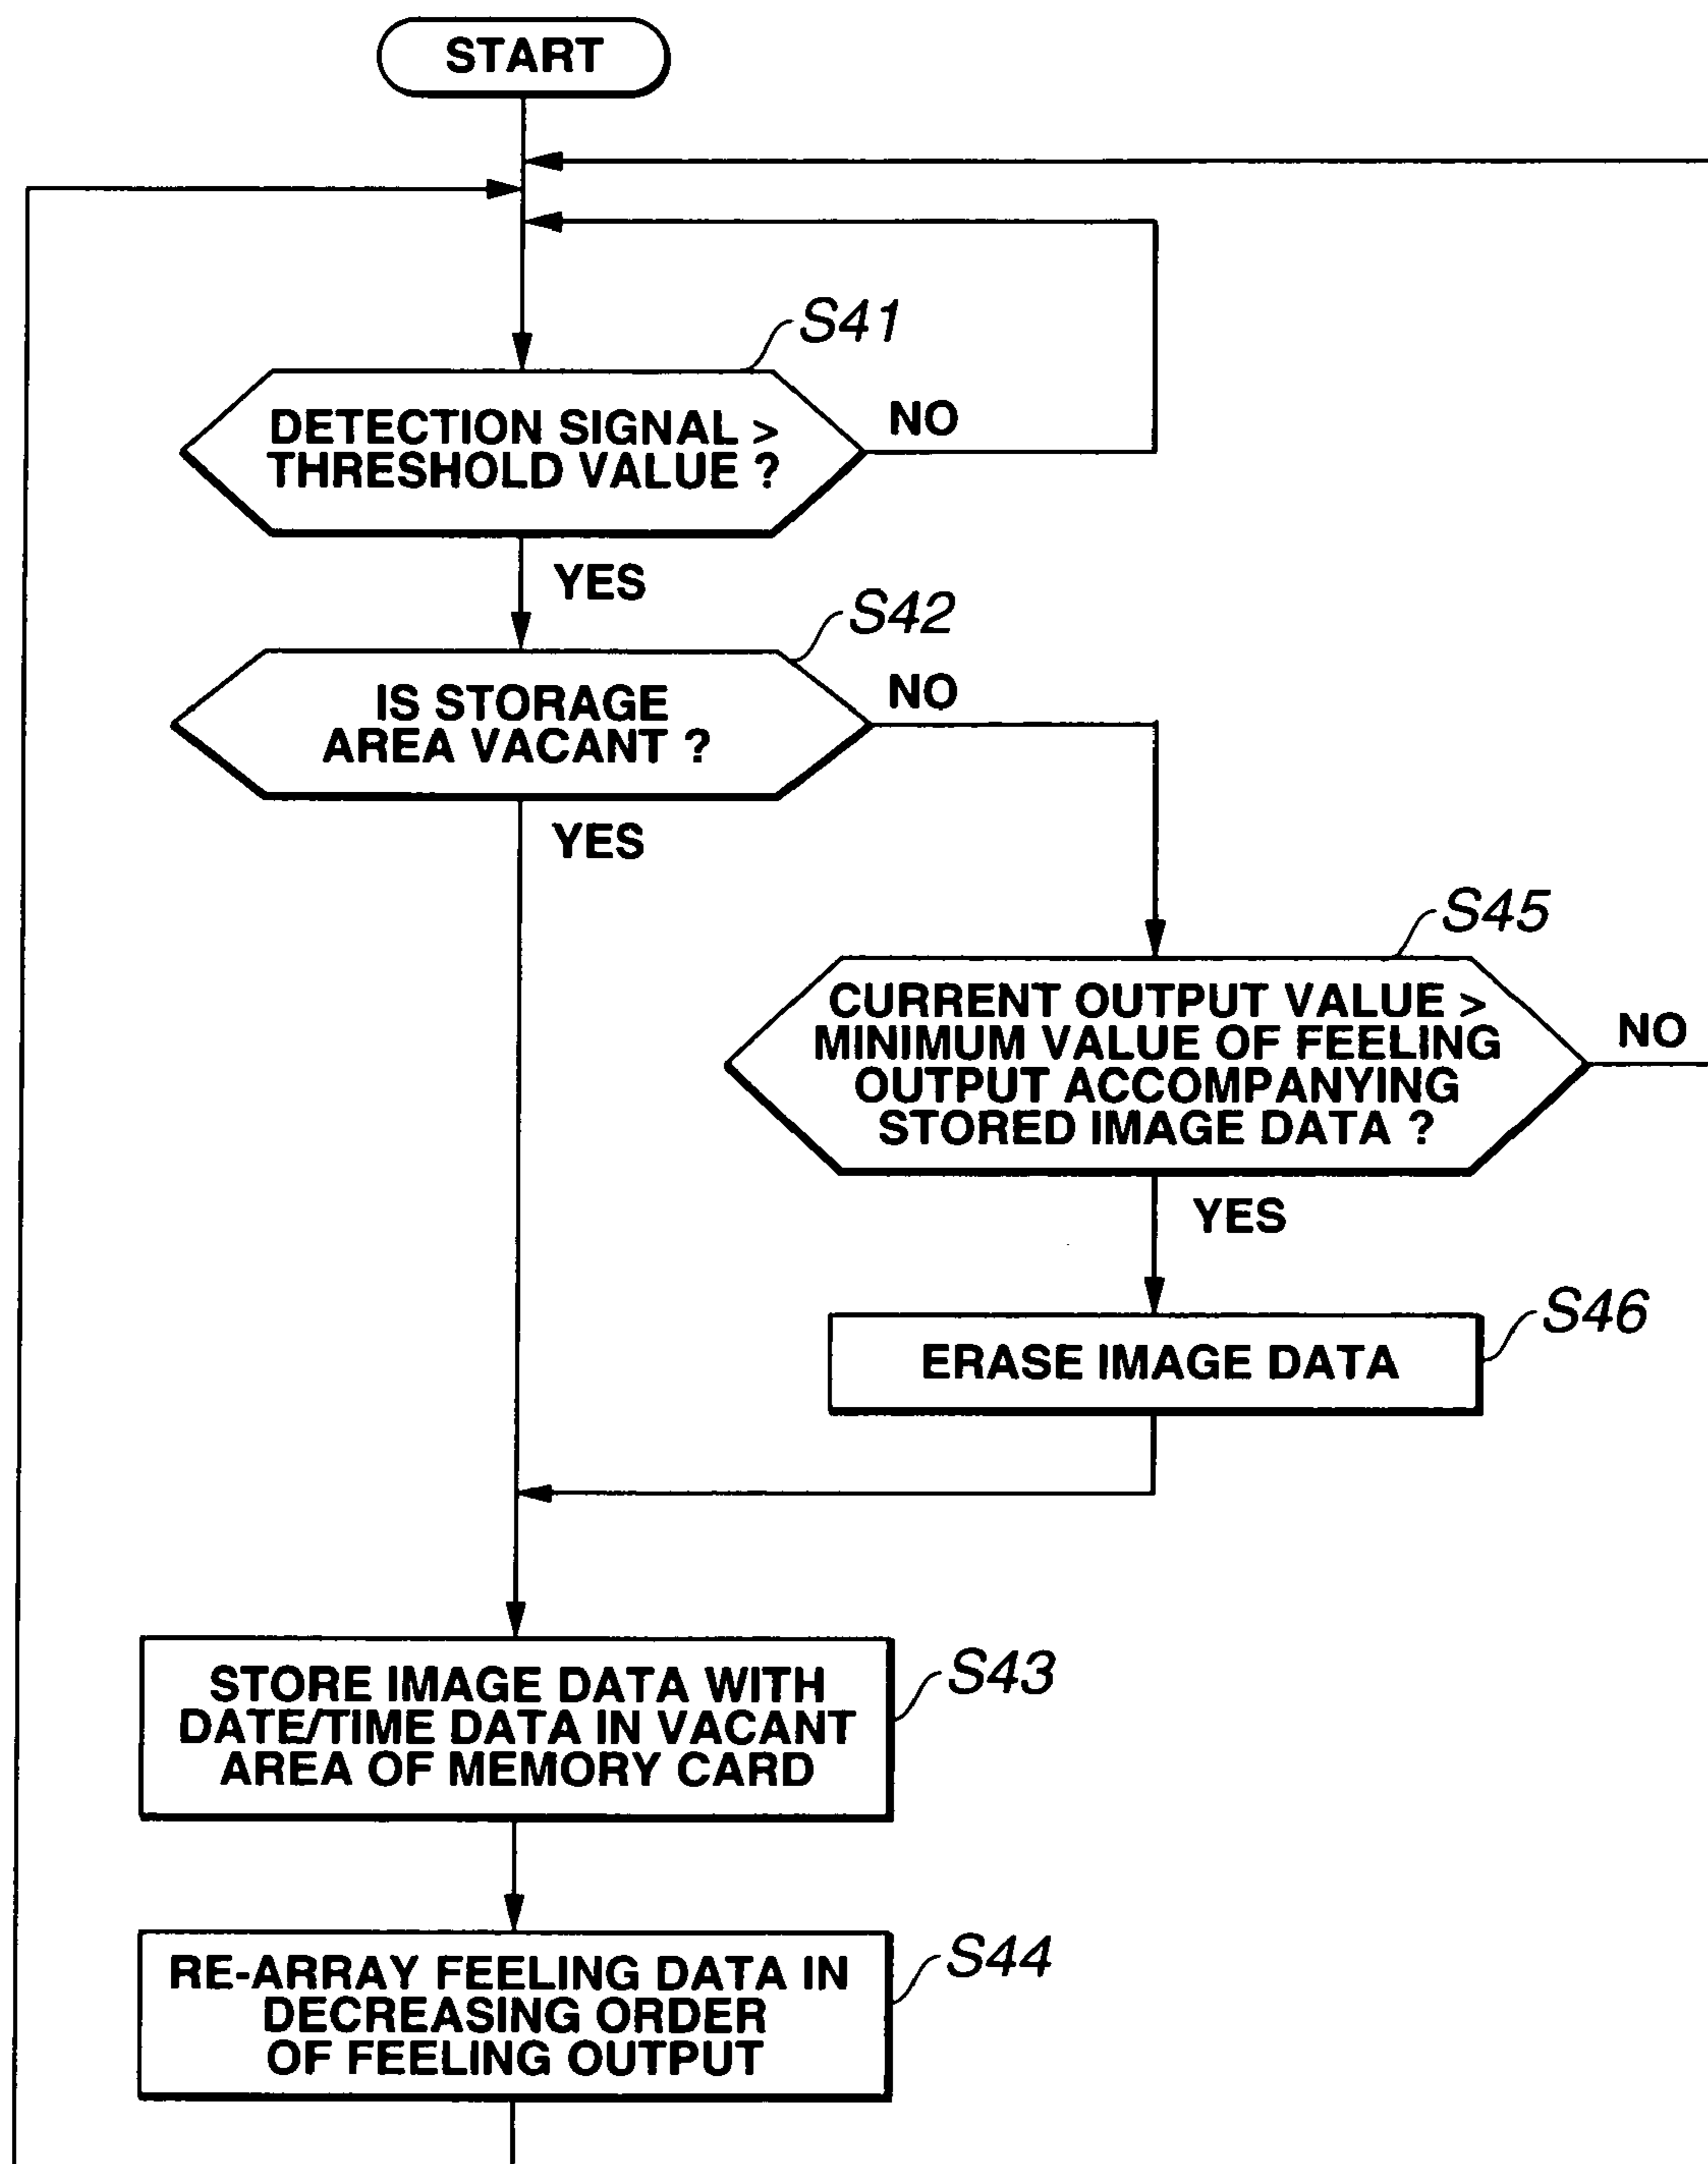 START
S41
DETECTION SIGNAL >
THRESHOLD VALUE ?
NO
YES
S42
IS STORAGE
AREA VACANT ?
NO
YES
S45
CURRENT OUTPUT VALUE >
MINIMUM VALUE OF FEELING
OUTPUT ACCOMPANYING
STORED IMAGE DATA ?
NO
YES
S46
ERASE IMAGE DATA
S43
STORE IMAGE DATA WITH
DATE/TIME DATA IN VACANT
AREA OF MEMORY CARD
S44
RE-ARRAY FEELING DATA IN
DECREASING ORDER
OF FEELING OUTPUT